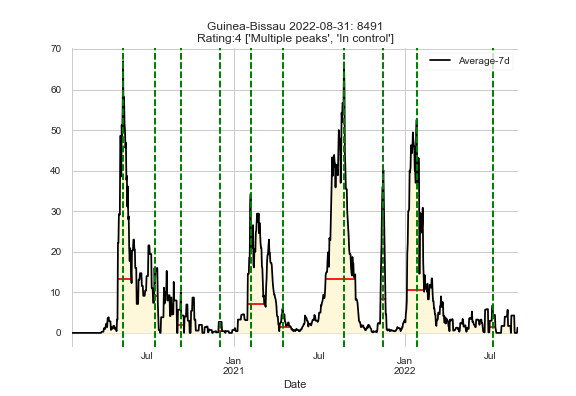 Guinea-Bissau 2022-08-31: 8491
Rating:4 ['Multiple peaks', 'In control']
Average-7d
70
60
50
40
30
20
10
0
Jul
Jan
2021
Jul
Jan
2022
Jul
Date